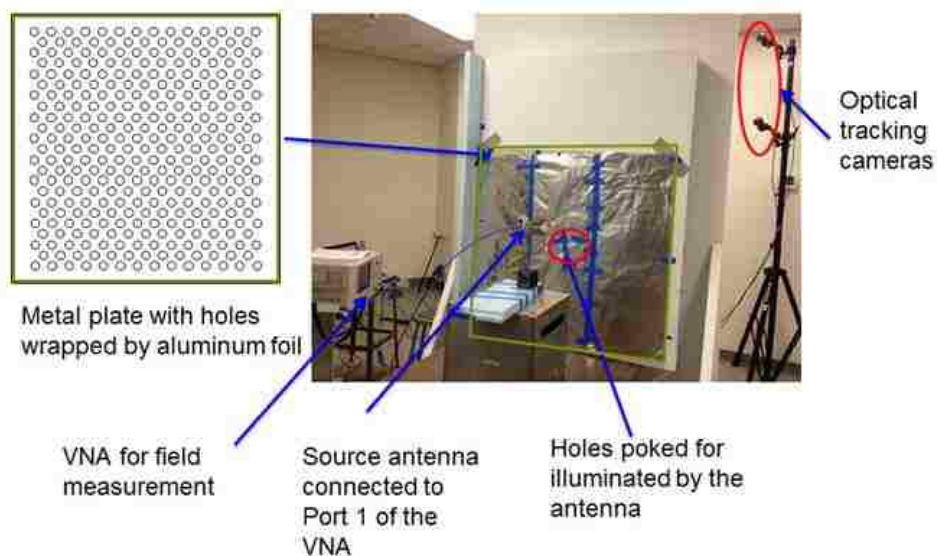 Optical
tracking
cameras
Metal plate with holes
wrapped by aluminum foil
VNA for field
measurement
Source antenna
connected to
Port 1 of the
VNA
Holes poked for
illuminated by the
antenna